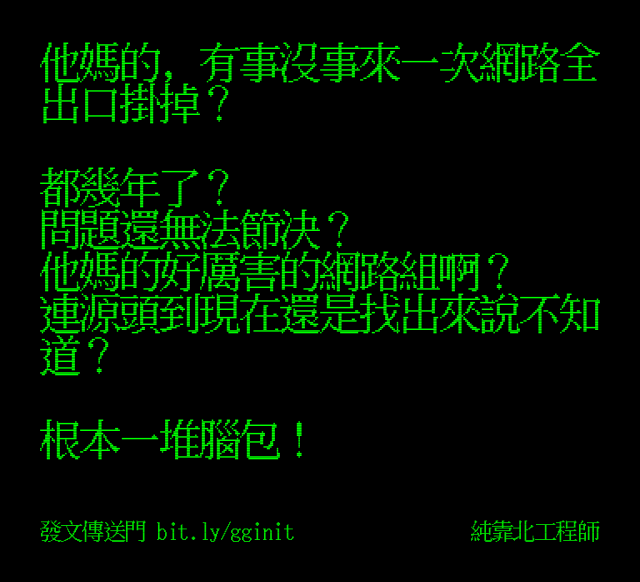 他媽的，有事沒事來一次網路全
出口掛掉？
都幾年了？
問題還無法節決？
他媽的好厲害的網路組啊？
連源頭到現在還是找出來說不知
道？
根本一堆腦包！
發文傳送門 bit.ly/gginit
純靠北工程師